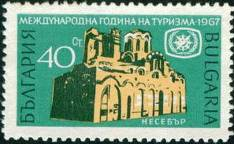 МЕЖДУНАРОДНА ГОДИНА НА ТУРИЗМА•1967
БЪЛГАРИЯ
40 СТ.
BULGARIA
НЕСЕБЪР